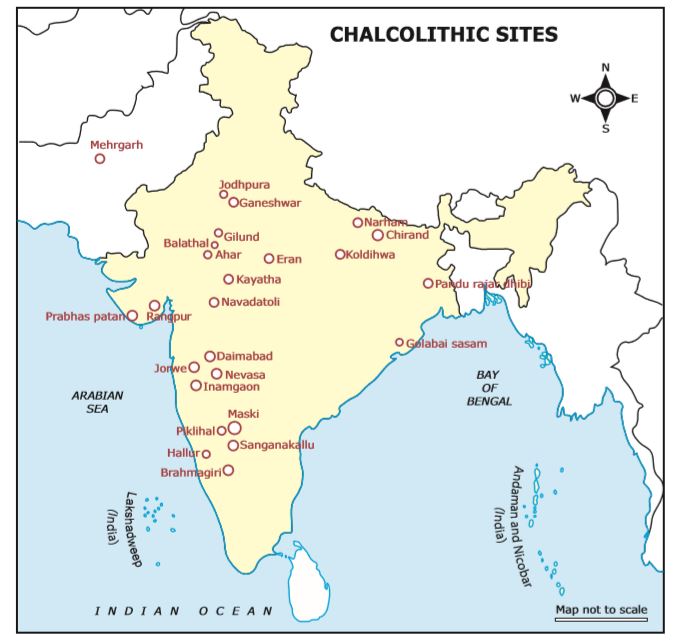 CHALCOLITHIC SITES
N
W
E
S
Mehrgarh
Jodhpura
Ganeshwar
Narham
Chirand
Gilund
Balathal
Ahar
Eran
Koldihwa
Kayatha
Pandu rajar dhibi
Navadatoli
Prabhas patan
Rangpur
Golabai sasam
Daimabad
Jorwe
Nevasa
Inamgaon
ARABIAN
SEA
BAY
OF
BENGAL
Maski
Piklihal
Sanganakallu
Hallur
Brahmagiri
Lakshadweep
(India)
Andaman and Nicobar
(India)
INDIAN OCEAN
Map not to scale